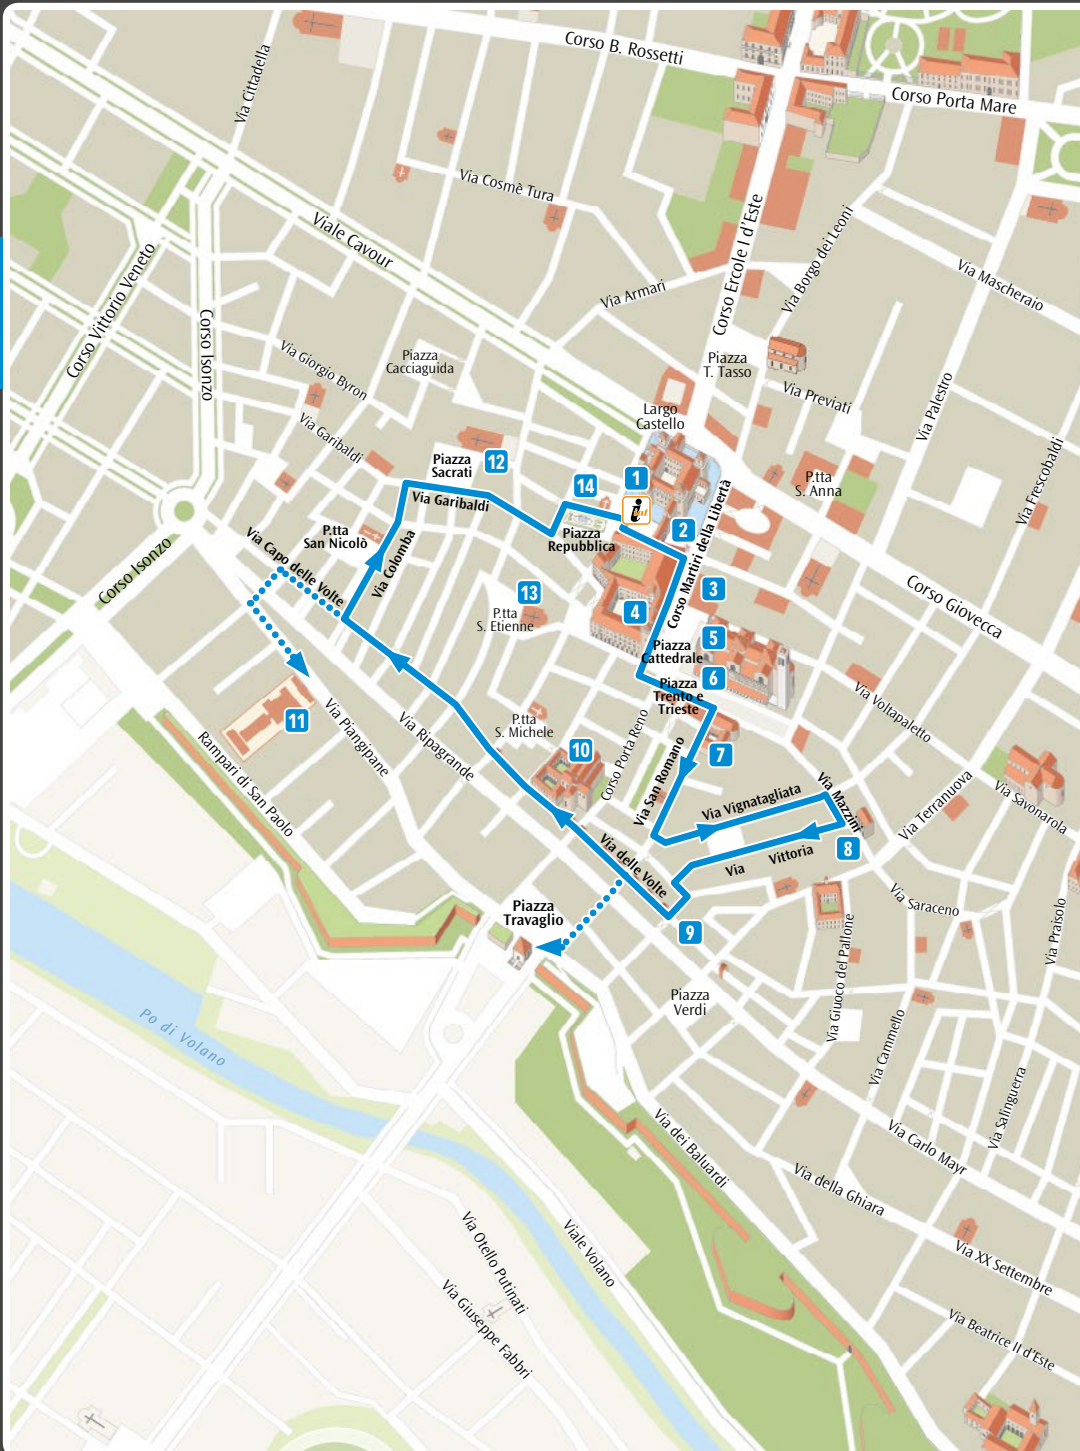 Corso B. Rossetti
Corso Porta Mare
Via Cittadella
Via Cosmè Tura
Viale Cavour
Corso Ercole I d'Este
Via Borgo dei Leoni
Via Mascheraio
Corso Vittorio Veneto
Corso Isonzo
Via Armari
Via Giorgio Byron
Piazza
Cacciaguida
Piazza
T. Tasso
Via Previati
Via Palestro
Largo
Castello
Via Garibaldi
Piazza
Sacrati
12
Via Garibaldi
14
1
i
2
P.tta
S. Anna
Via Frescobaldi
Corso Martiri della Libertà
Piazza
Repubblica
P.tta
San Nicolò
Via Colomba
Via Capo delle Volte
Corso Isonzo
13
P.tta
S. Etienne
3
4
5
6
Piazza
Cattedrale
Piazza
Trento e
Trieste
Corso Giovecca
Via Voltapaletto
11
Via Piangipane
Via Ripagrande
Rampari di San Paolo
P.tta
S. Michele
10
Corso Porta Reno
Via San Romano
7
Via Vignatagliata
Via Mazzini
Via Terranuova
Via Savonarola
8
Via Vittoria
Via delle Volte
Via Saraceno
9
Piazza
Travaglio
Piazza
Verdi
Via Giuoco del Pallone
Via Praisolo
Via Cammello
Via Salinguerra
Po di Volano
Via dei Baluardi
Via Carlo Mayr
Via della Ghiara
Via XX Settembre
Via Beatrice II d'Este
Via Otello Putinati
Viale Volano
Via Giuseppe Fabbri